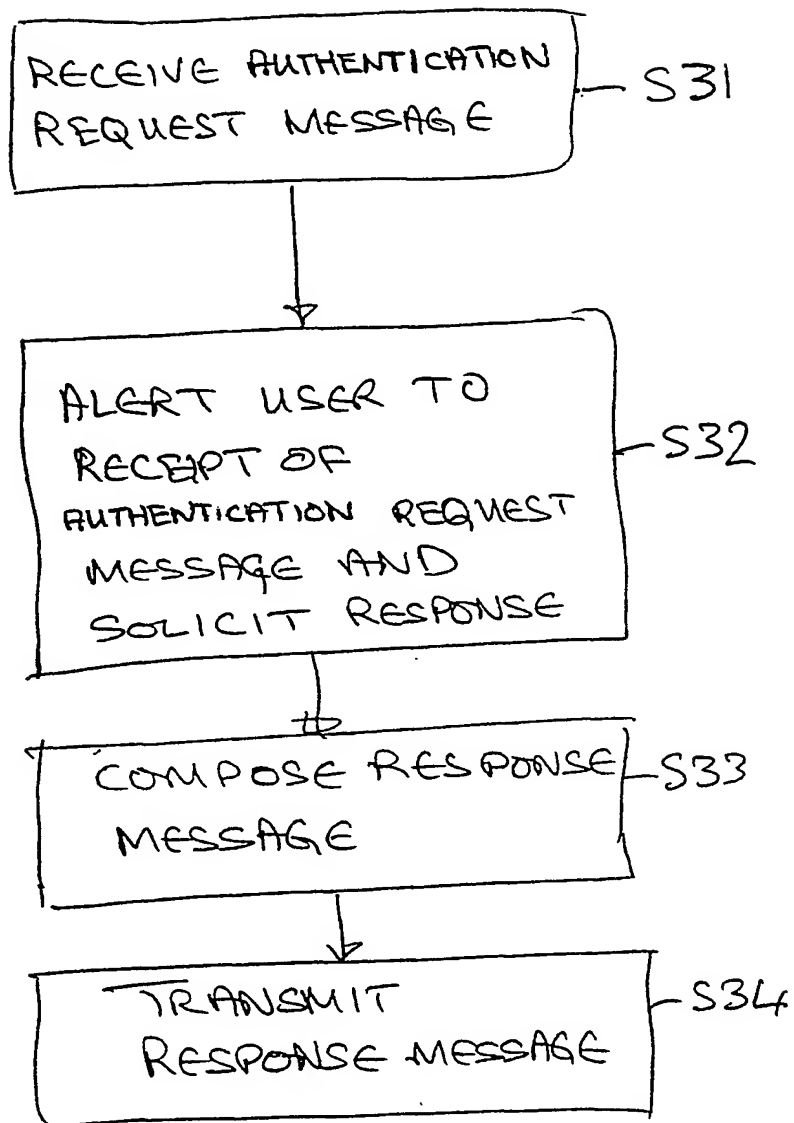 RECEIVE AUTHENTICATION
REQUEST MESSAGE
S31
ALERT USER TO
RECEIPT OF
AUTHENTICATION REQUEST
MESSAGE AND
SOLICIT RESPONSE
S32
COMPOSE RESPONSE
MESSAGE
S33
TRANSMIT
RESPONSE MESSAGE
S34